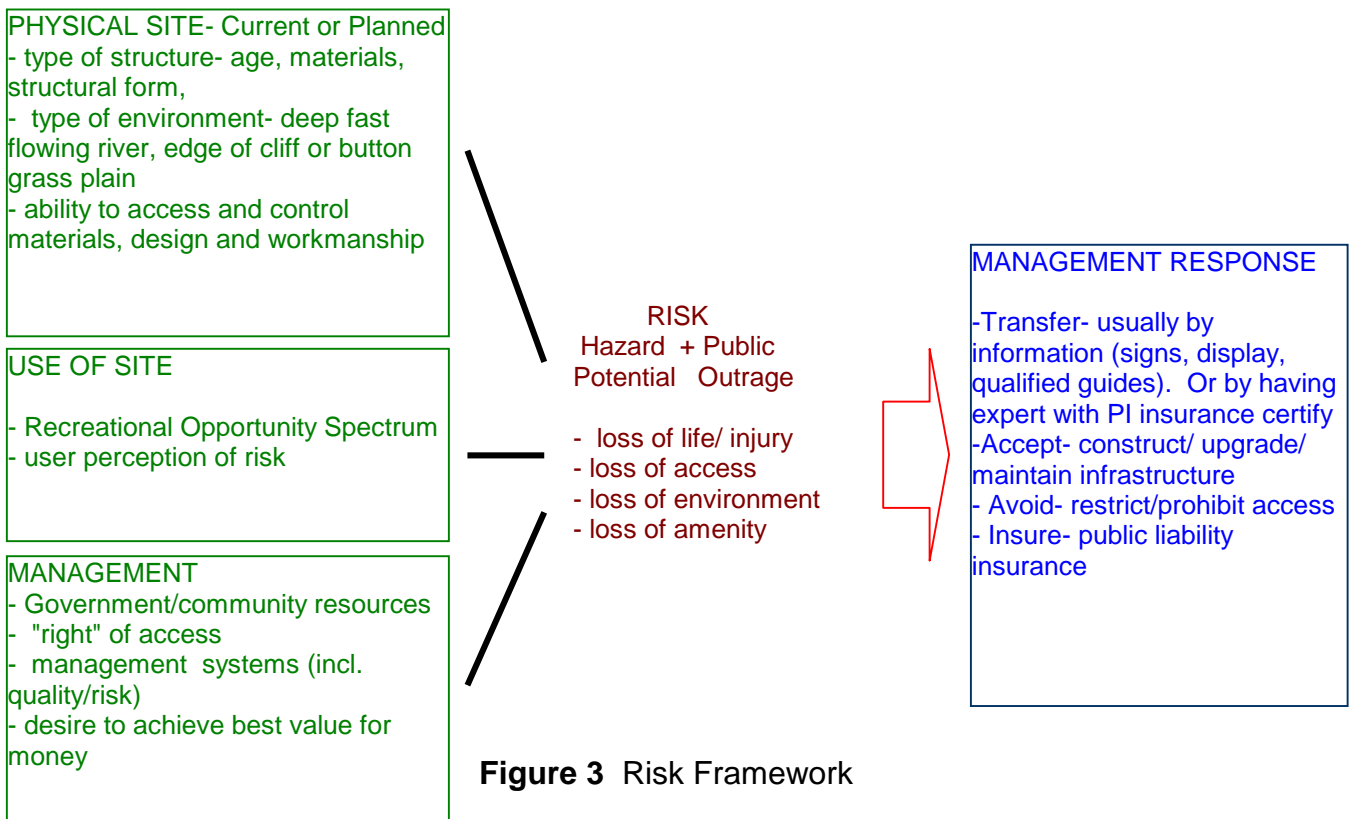 PHYSICAL SITE- Current or Planned
- type of structure- age, materials,
structural form,
- type of environment- deep fast
flowing river, edge of cliff or button
grass plain
- ability to access and control
materials, design and workmanship
USE OF SITE
- Recreational Opportunity Spectrum
- user perception of risk
MANAGEMENT
- Government/community resources
- "right" of access
- management systems (incl.
quality/risk)
- desire to achieve best value for
money
RISK
Hazard + Public
Potential Outrage
- loss of life/ injury
- loss of access
- loss of environment
- loss of amenity
MANAGEMENT RESPONSE
-Transfer- usually by
information (signs, display,
qualified guides). Or by having
expert with PI insurance certify
-Accept- construct/ upgrade/
maintain infrastructure
- Avoid- restrict/prohibit access
- Insure- public liability
insurance
Figure 3 Risk Framework